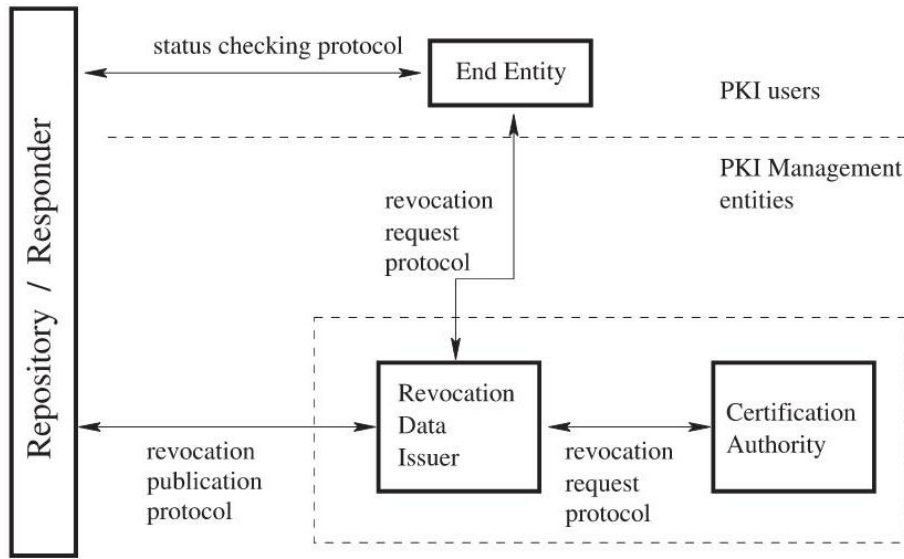 Repository / Responder
status checking protocol
End Entity
PKI users
PKI Management
entities
revocation
request
protocol
Revocation
Data
Issuer
Certification
Authority
revocation
publication
protocol
revocation
request
protocol